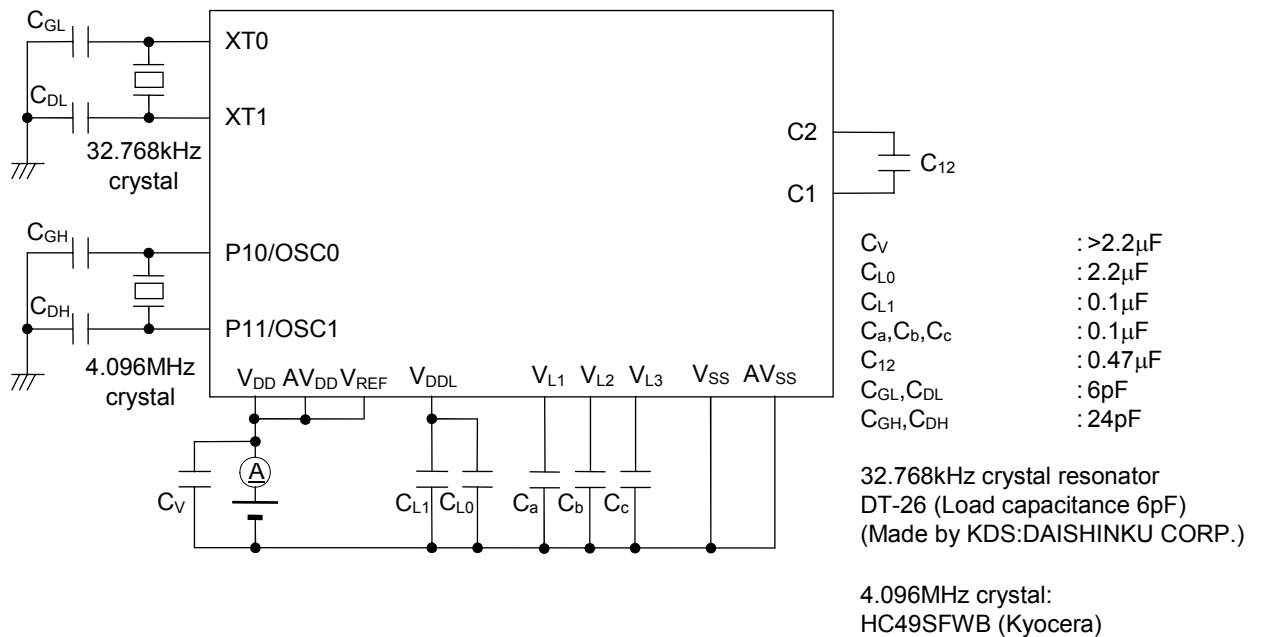 CGL
XT0
CDL
XT1
32.768kHz
crystal
C2
C12
C1
CGH
P10/OSC0
CDH
P11/OSC1
4.096MHz
crystal
VDD AVDD VREF VDDL VL1 VL2 VL3 VSS AVSS
A
CV
CL1 CL0 Ca Cb Cc
CV : >2.2μF
CL0 : 2.2μF
CL1 : 0.1μF
Ca,Cb,Cc : 0.1μF
C12 : 0.47μF
CGL,CDL : 6pF
CGH,CDH : 24pF
32.768kHz crystal resonator
DT-26 (Load capacitance 6pF)
(Made by KDS:DAISHINKU CORP.)
4.096MHz crystal:
HC49SFWB (Kyocera)